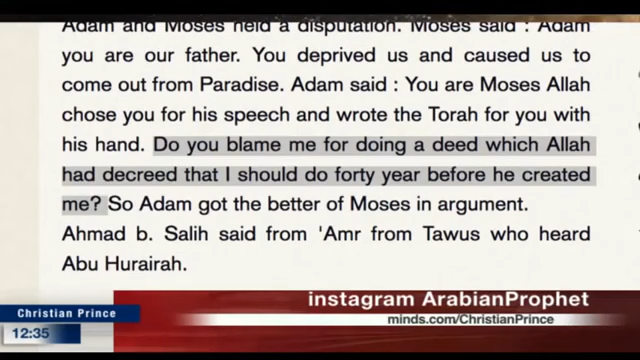 Adam and Moses held a disputation. Moses said : Adam
you are our father. You deprived us and caused us to
come out from Paradise. Adam said : You are Moses Allah
chose you for his speech and wrote the Torah for you with
his hand. Do you blame me for doing a deed which Allah
had decreed that I should do forty year before he created
me? So Adam got the better of Moses in argument.
Ahmad b. Salih said from 'Amr from Tawus who heard
Abu Hurairah.
instagram ArabianProphet
Christian Prince
minds.com/ChristianPrince
12:35